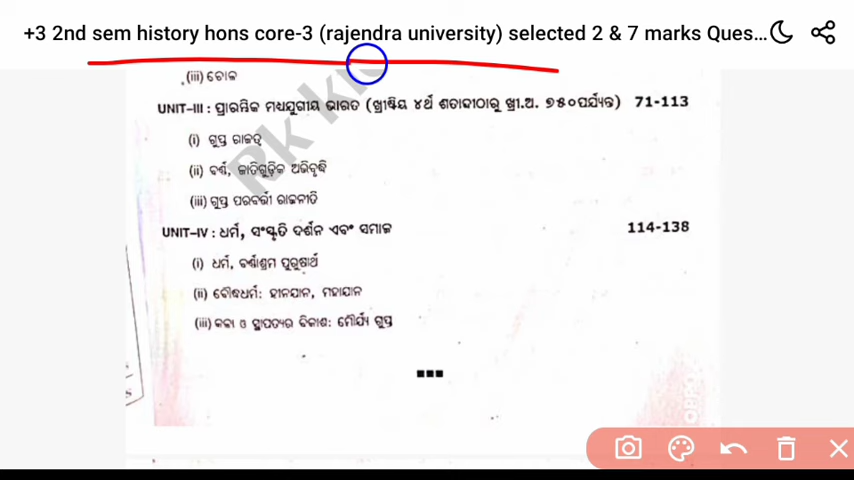 +3 2nd sem history hons core-3 (rajendra university) selected 2 & 7 marks Ques...
(iii) ଚୋଳ
UNIT-III : ପ୍ରାରମ୍ଭିକ ମଧ୍ୟଯୁଗୀୟ ଭାରତ (ଖ୍ରୀଷ୍ଟିୟ ୪ର୍ଥ ଶତାବ୍ଦୀଠାରୁ ଖ୍ରୀ.ଅ. ୭୫୦ପର୍ଯ୍ୟନ୍ତ) 71-113
(i) ଗୁପ୍ତ ରାଜତ୍ୱ
(ii) ବର୍ଣ୍ଣ, ଜାତିଗୁଡ଼ିକ ଅଭିବୃଦ୍ଧି
(iii) ଗୁପ୍ତ ପରବର୍ତ୍ତୀ ରାଜନୀତି
UNIT-IV : ଧର୍ମ, ସଂସ୍କୃତି ଦର୍ଶନ ଏବଂ ସମାଜ 114-138
(i) ଧର୍ମ, ବର୍ଣ୍ଣାଶ୍ରମ ପୁରୁଷାର୍ଥ
(ii) ବୌଦ୍ଧଧର୍ମ: ହୀନଯାନ, ମହାଯାନ
(iii) କଳା ଓ ସ୍ଥାପତ୍ୟର ବିକାଶ: ମୌର୍ଯ୍ୟ ଗୁପ୍ତ
RK